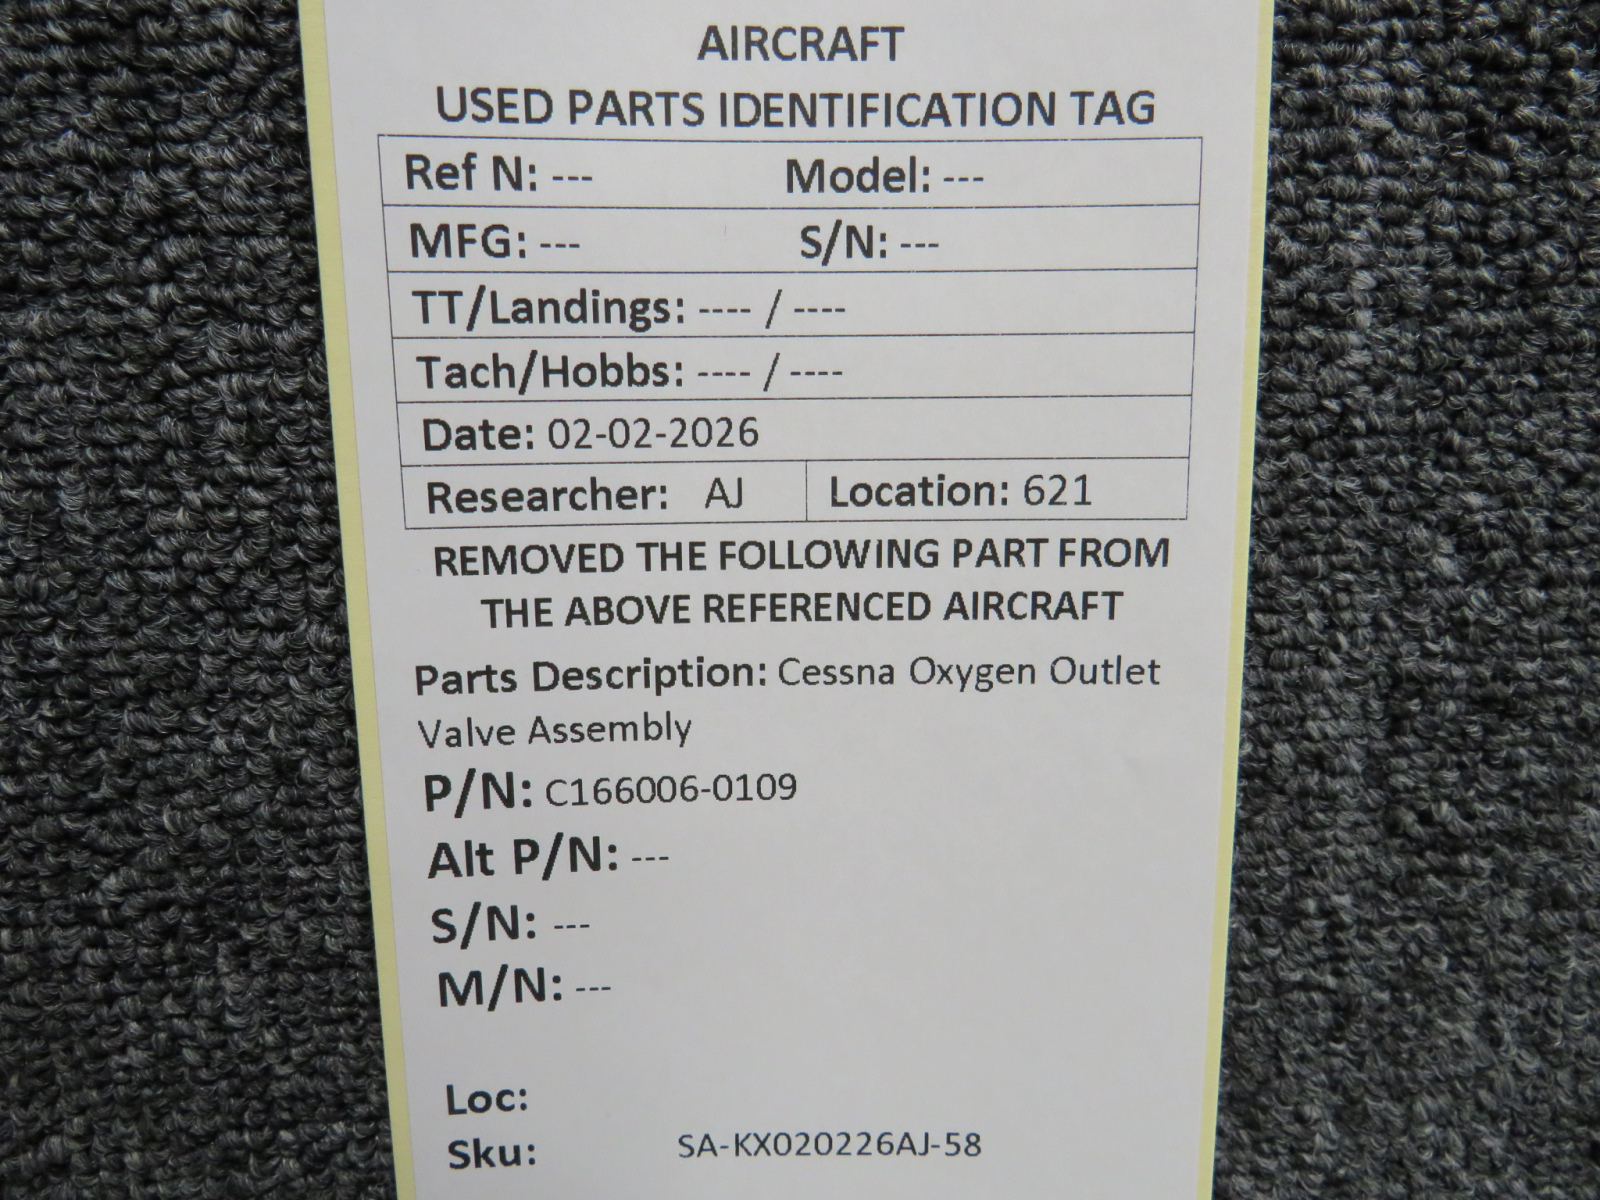 AIRCRAFT
USED PARTS IDENTIFICATION TAG
Ref N: --- Model: ---
MFG: --- S/N: ---
TT/Landings: ---- / ----
Tach/Hobbs: ---- / ----
Date: 02-02-2026
Researcher: AJ Location: 621
REMOVED THE FOLLOWING PART FROM
THE ABOVE REFERENCED AIRCRAFT
Parts Description: Cessna Oxygen Outlet
Valve Assembly
P/N: C166006-0109
Alt P/N: ---
S/N: ---
M/N: ---
Loc:
Sku: SA-KX020226AJ-58